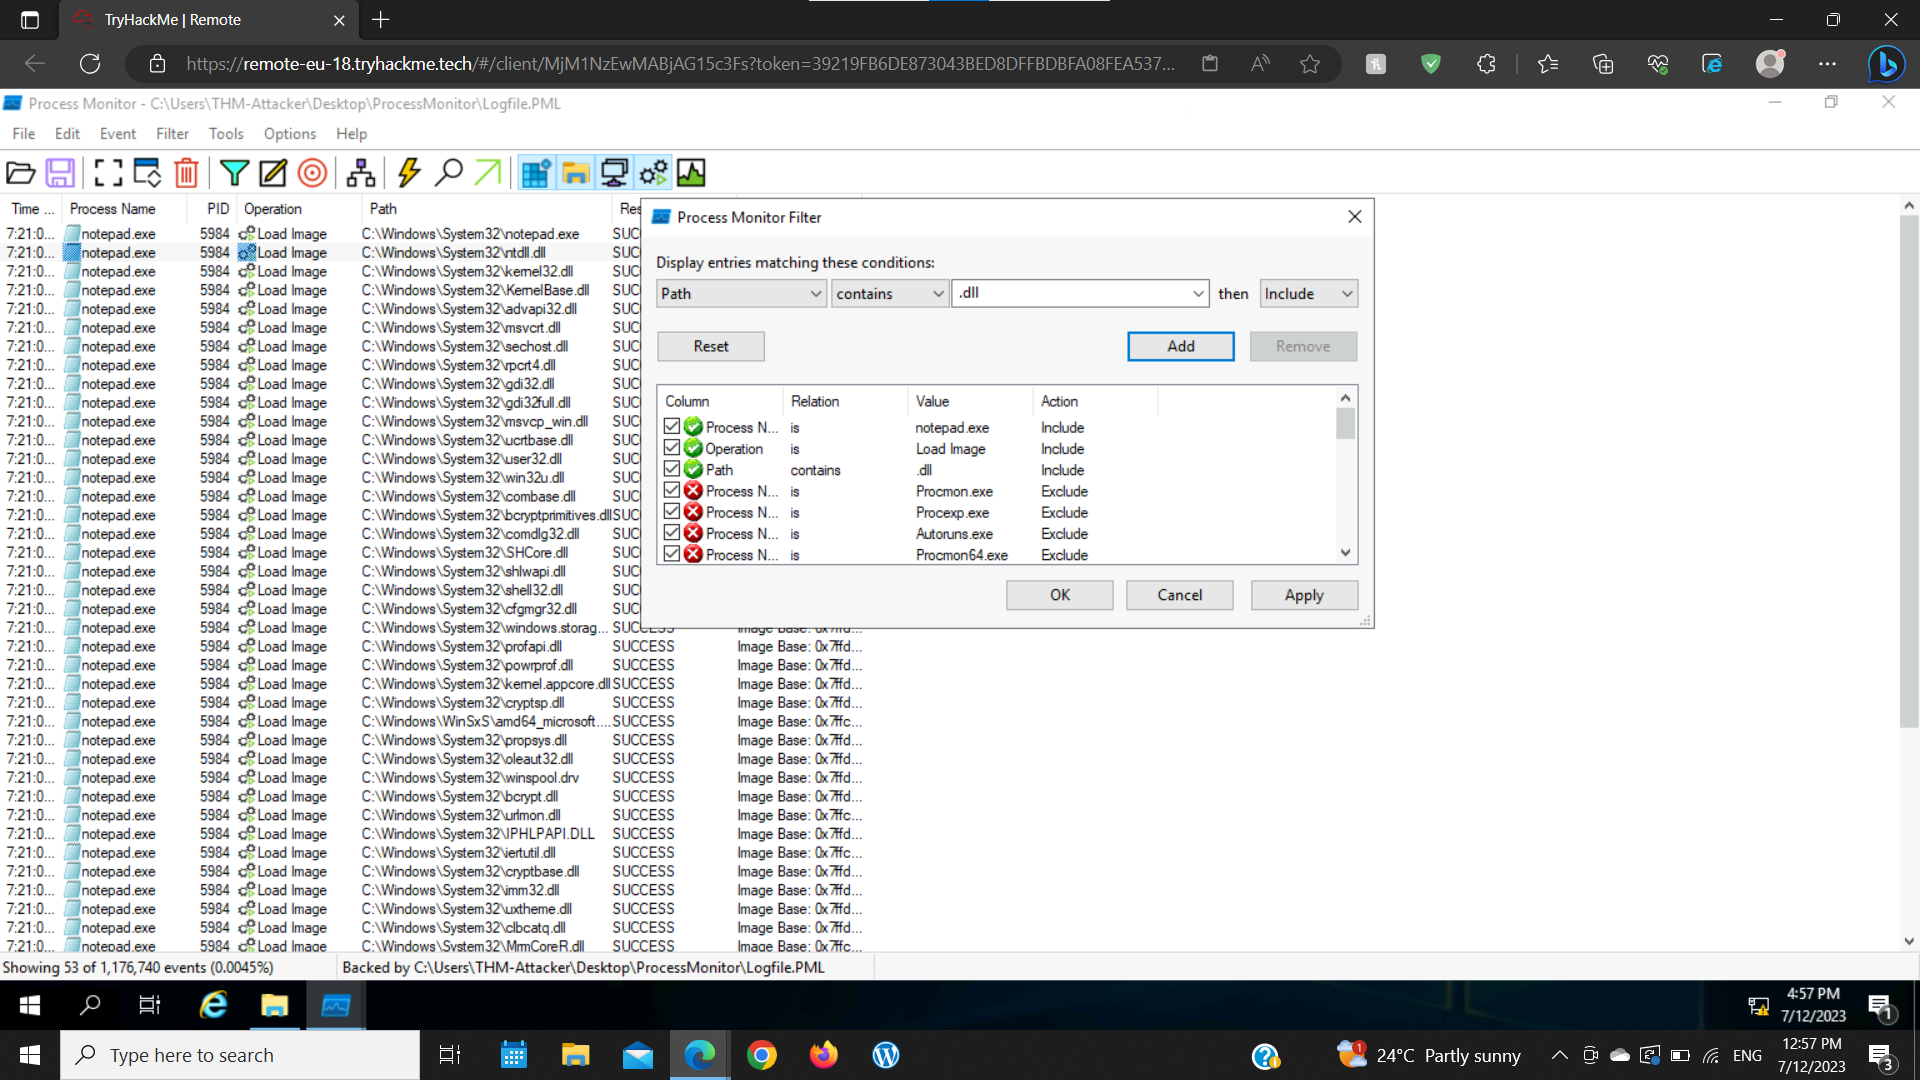 TryHackMe | Remote
https://remote-eu-18.tryhackme.tech/#/client/MjM1NzEwMABjAG15c3Fs?token=39219FB6DE873043BED8DFFBDBFA08FEA537...
Process Monitor - C:\Users\THM-Attacker\Desktop\ProcessMonitor\Logfile.PML
File Edit Event Filter Tools Options Help
Time ... Process Name PID Operation Path Res
7:21:0... notepad.exe 5984 Load Image C:\Windows\System32\notepad.exe SUC
7:21:0... notepad.exe 5984 Load Image C:\Windows\System32\ntdll.dll SUC
7:21:0... notepad.exe 5984 Load Image C:\Windows\System32\kernel32.dll SUC
7:21:0... notepad.exe 5984 Load Image C:\Windows\System32\KernelBase.dll SUC
7:21:0... notepad.exe 5984 Load Image C:\Windows\System32\advapi32.dll SUC
7:21:0... notepad.exe 5984 Load Image C:\Windows\System32\msvcrt.dll SUC
7:21:0... notepad.exe 5984 Load Image C:\Windows\System32\sechost.dll SUC
7:21:0... notepad.exe 5984 Load Image C:\Windows\System32\rpcrt4.dll SUC
7:21:0... notepad.exe 5984 Load Image C:\Windows\System32\gdi32.dll SUC
7:21:0... notepad.exe 5984 Load Image C:\Windows\System32\gdi32full.dll SUC
7:21:0... notepad.exe 5984 Load Image C:\Windows\System32\msvcp_win.dll SUC
7:21:0... notepad.exe 5984 Load Image C:\Windows\System32\ucrtbase.dll SUC
7:21:0... notepad.exe 5984 Load Image C:\Windows\System32\user32.dll SUC
7:21:0... notepad.exe 5984 Load Image C:\Windows\System32\win32u.dll SUC
7:21:0... notepad.exe 5984 Load Image C:\Windows\System32\combase.dll SUC
7:21:0... notepad.exe 5984 Load Image C:\Windows\System32\bcryptprimitives.dll SUC
7:21:0... notepad.exe 5984 Load Image C:\Windows\System32\comdlg32.dll SUC
7:21:0... notepad.exe 5984 Load Image C:\Windows\System32\SHCore.dll SUC
7:21:0... notepad.exe 5984 Load Image C:\Windows\System32\shlwapi.dll SUC
7:21:0... notepad.exe 5984 Load Image C:\Windows\System32\shell32.dll SUC
7:21:0... notepad.exe 5984 Load Image C:\Windows\System32\cfgmgr32.dll SUC
7:21:0... notepad.exe 5984 Load Image C:\Windows\System32\windows.storag... SUCCESS Image Base: 0x7ffd...
7:21:0... notepad.exe 5984 Load Image C:\Windows\System32\profapi.dll SUCCESS Image Base: 0x7ffd...
7:21:0... notepad.exe 5984 Load Image C:\Windows\System32\powrprof.dll SUCCESS Image Base: 0x7ffd...
7:21:0... notepad.exe 5984 Load Image C:\Windows\System32\kernel.appcore.dll SUCCESS Image Base: 0x7ffd...
7:21:0... notepad.exe 5984 Load Image C:\Windows\System32\cryptsp.dll SUCCESS Image Base: 0x7ffd...
7:21:0... notepad.exe 5984 Load Image C:\Windows\WinSxS\amd64_microsoft.... SUCCESS Image Base: 0x7ffc...
7:21:0... notepad.exe 5984 Load Image C:\Windows\System32\propsys.dll SUCCESS Image Base: 0x7ffd...
7:21:0... notepad.exe 5984 Load Image C:\Windows\System32\oleaut32.dll SUCCESS Image Base: 0x7ffd...
7:21:0... notepad.exe 5984 Load Image C:\Windows\System32\winspool.drv SUCCESS Image Base: 0x7ffd...
7:21:0... notepad.exe 5984 Load Image C:\Windows\System32\bcrypt.dll SUCCESS Image Base: 0x7ffd...
7:21:0... notepad.exe 5984 Load Image C:\Windows\System32\urlmon.dll SUCCESS Image Base: 0x7ffc...
7:21:0... notepad.exe 5984 Load Image C:\Windows\System32\IPHLPAPI.DLL SUCCESS Image Base: 0x7ffd...
7:21:0... notepad.exe 5984 Load Image C:\Windows\System32\iertutil.dll SUCCESS Image Base: 0x7ffc...
7:21:0... notepad.exe 5984 Load Image C:\Windows\System32\cryptbase.dll SUCCESS Image Base: 0x7ffd...
7:21:0... notepad.exe 5984 Load Image C:\Windows\System32\imm32.dll SUCCESS Image Base: 0x7ffd...
7:21:0... notepad.exe 5984 Load Image C:\Windows\System32\uxtheme.dll SUCCESS Image Base: 0x7ffd...
7:21:0... notepad.exe 5984 Load Image C:\Windows\System32\clbcatq.dll SUCCESS Image Base: 0x7ffd...
7:21:0... notepad.exe 5984 Load Image C:\Windows\System32\MrmCoreR.dll SUCCESS Image Base: 0x7ffc...
Process Monitor Filter
Display entries matching these conditions:
Path contains .dll then Include
Reset Add Remove
Column Relation Value Action
Process N... is notepad.exe Include
Operation is Load Image Include
Path contains .dll Include
Process N... is Procmon.exe Exclude
Process N... is Procexp.exe Exclude
Process N... is Autoruns.exe Exclude
Process N... is Procmon64.exe Exclude
OK Cancel Apply
Showing 53 of 1,176,740 events (0.0045%) Backed by C:\Users\THM-Attacker\Desktop\ProcessMonitor\Logfile.PML
4:57 PM
7/12/2023
1
Type here to search
1
24°C Partly sunny
ENG
12:57 PM
7/12/2023
3